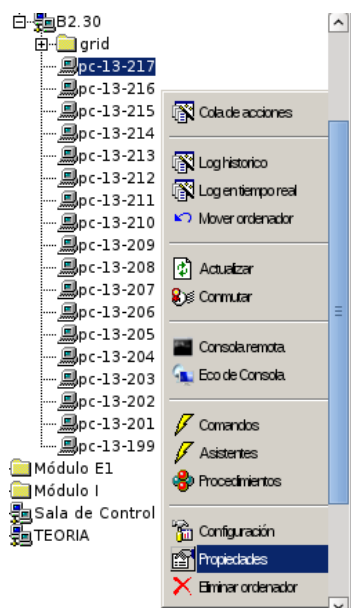 B2.30
grid
pc-13-217
pc-13-216
pc-13-215
pc-13-214
pc-13-213
pc-13-212
pc-13-211
pc-13-210
pc-13-209
pc-13-208
pc-13-207
pc-13-206
pc-13-205
pc-13-204
pc-13-203
pc-13-202
pc-13-201
pc-13-199
Módulo E1
Módulo I
Sala de Control
TEORIA
Cola de acciones
Log historico
Log en tiempo real
Mover ordenador
Actualizar
Conmutar
Consola remota
Eco de Consola
Comandos
Asistentes
Procedimientos
Configuración
Propiedades
Eliminar ordenador